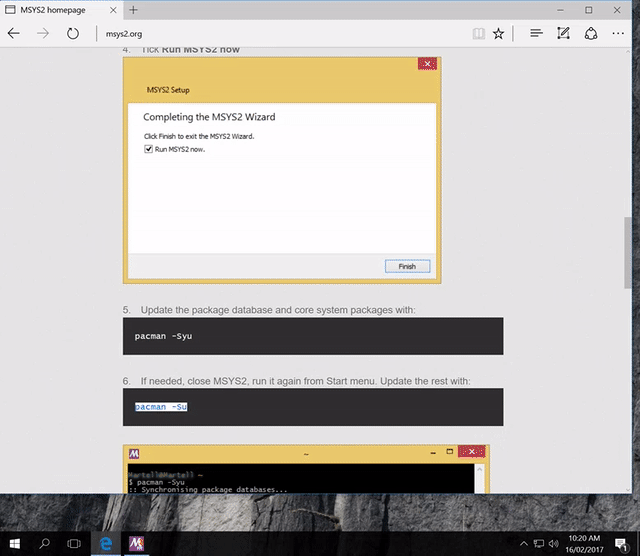 MSYS2 homepage
msys2.org
4. Tick Run MSYS2 now
MSYS2 Setup
Completing the MSYS2 Wizard
Click Finish to exit the MSYS2 Wizard.
Run MSYS2 now.
Finish
5. Update the package database and core system packages with:
pacman -Syu
6. If needed, close MSYS2, run it again from Start menu. Update the rest with:
pacman -Su
~
Martell@Martell ~
$ pacman -Syu
:: Synchronising package databases...
10:20 AM
16/02/2017
1